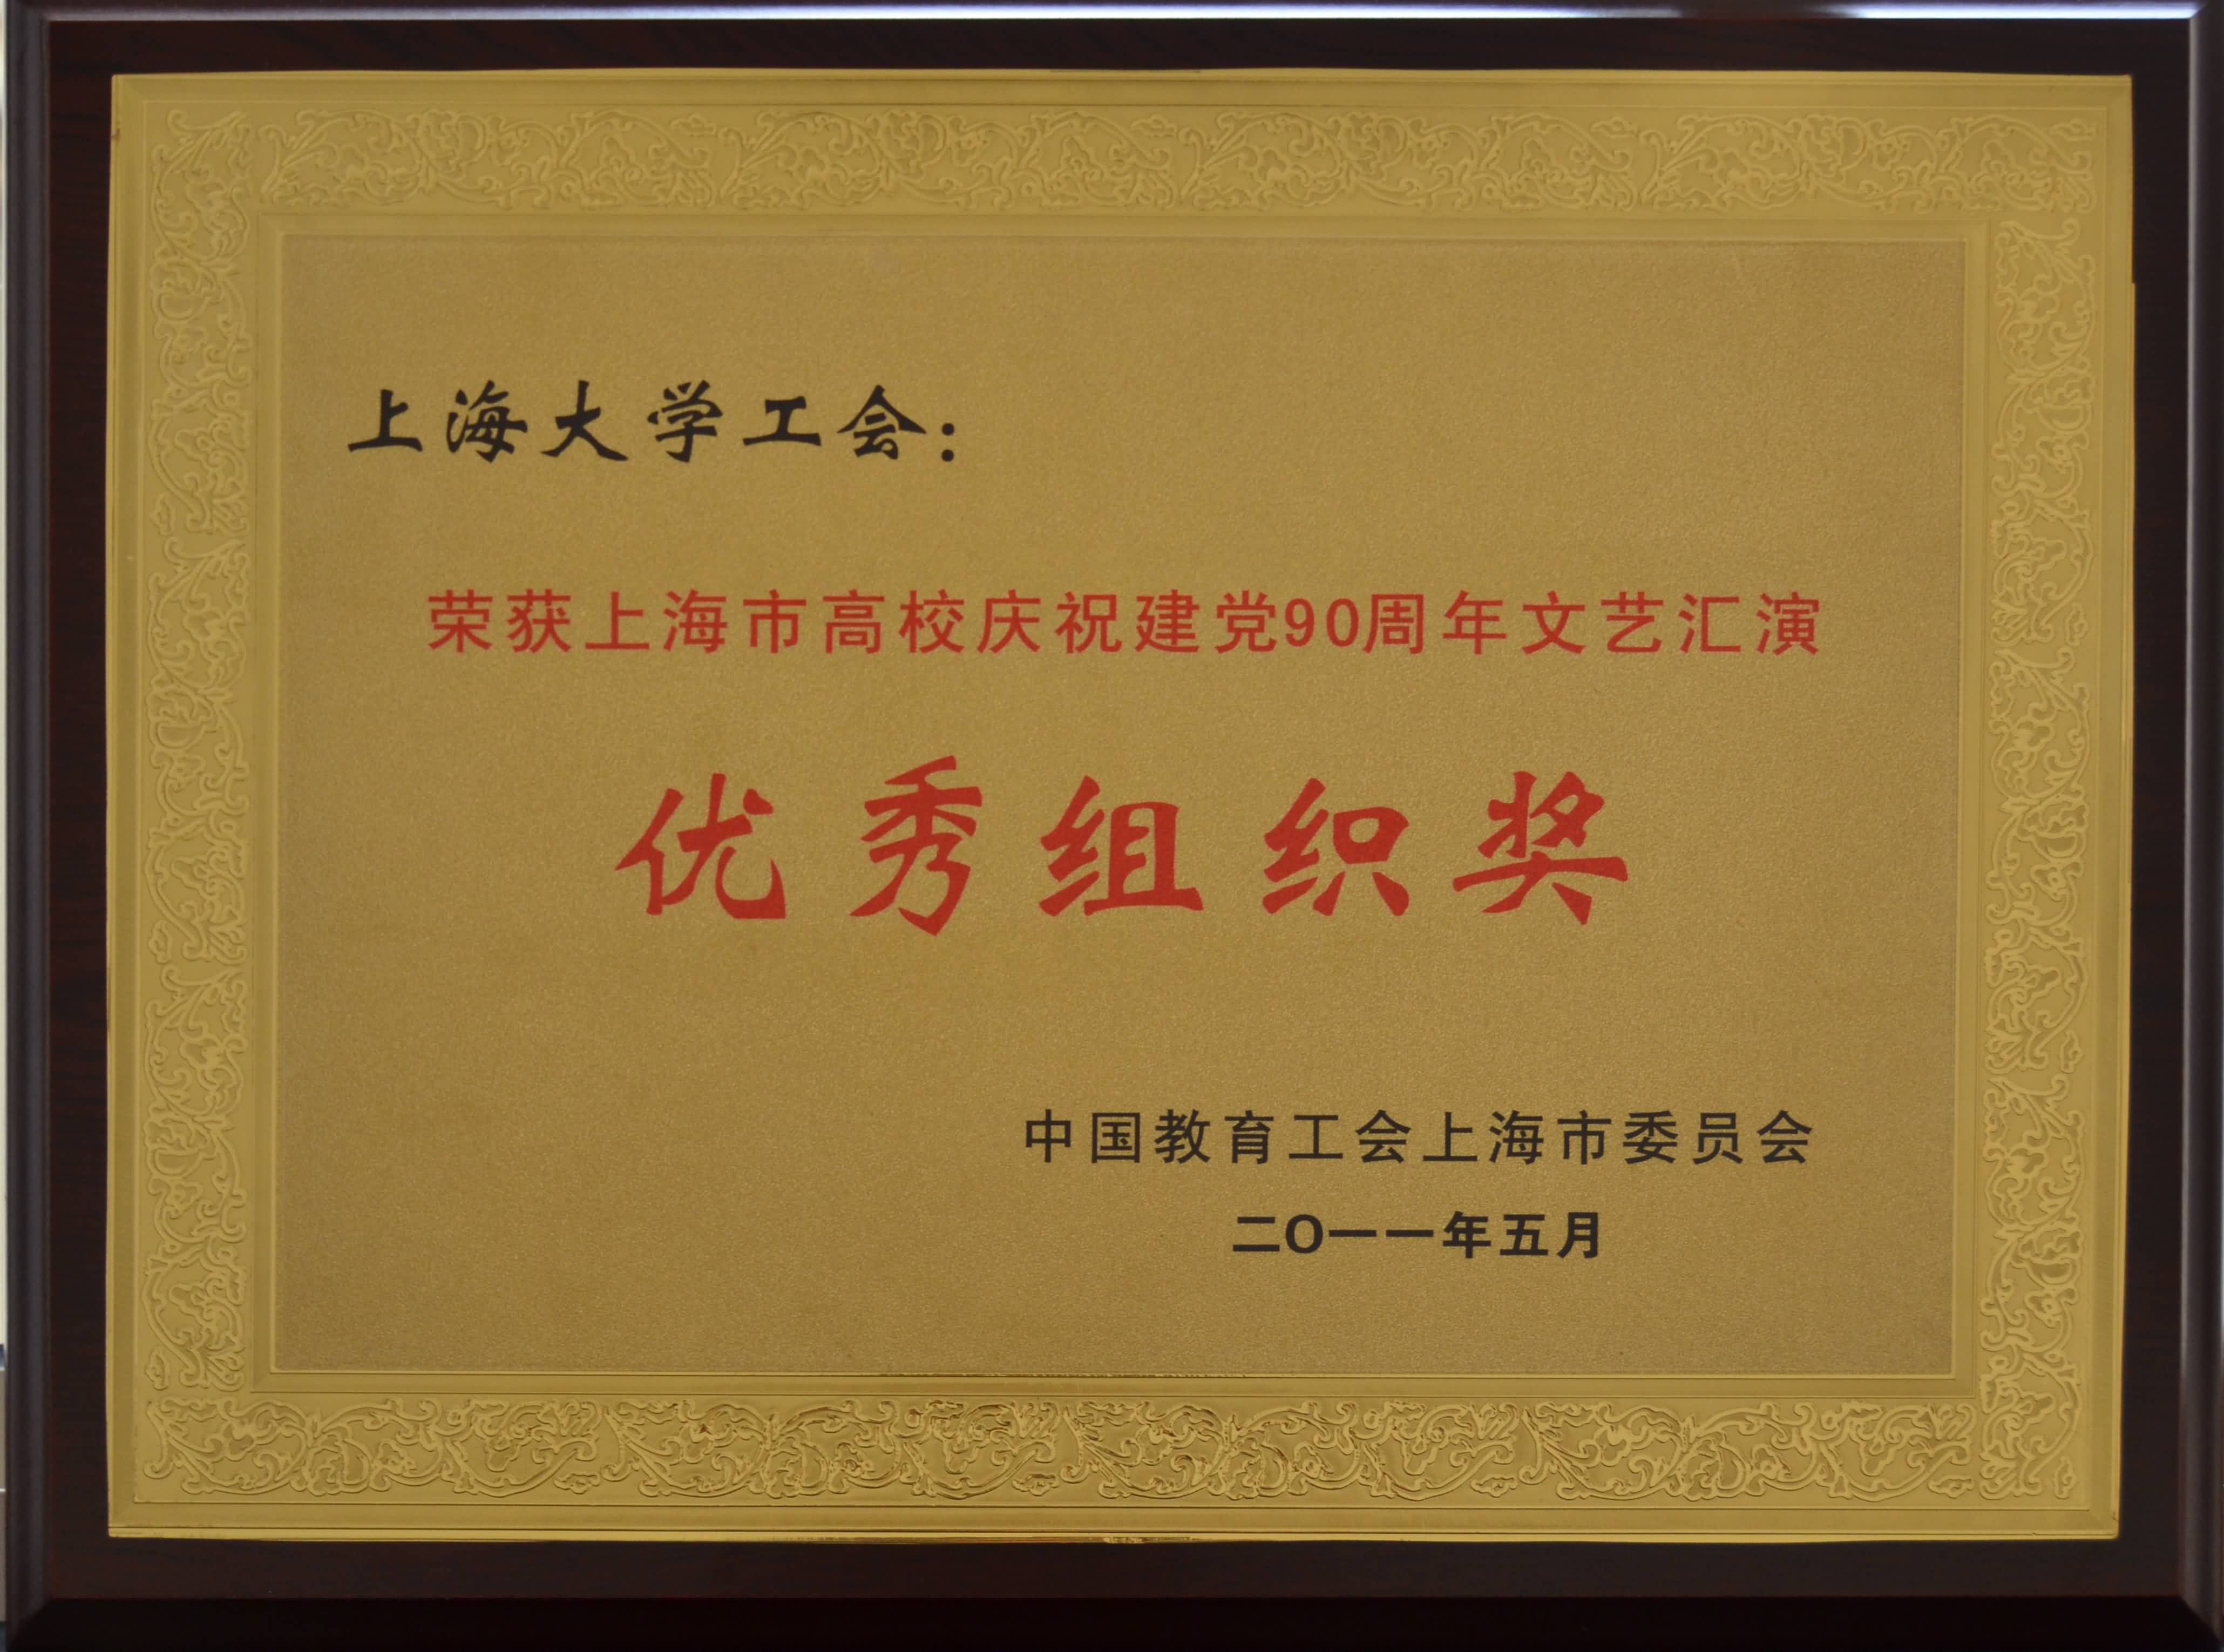 上海大学工会：
荣获上海市高校庆祝建党90周年文艺汇演
优秀组织奖
中国教育工会上海市委员会
二O一一年五月